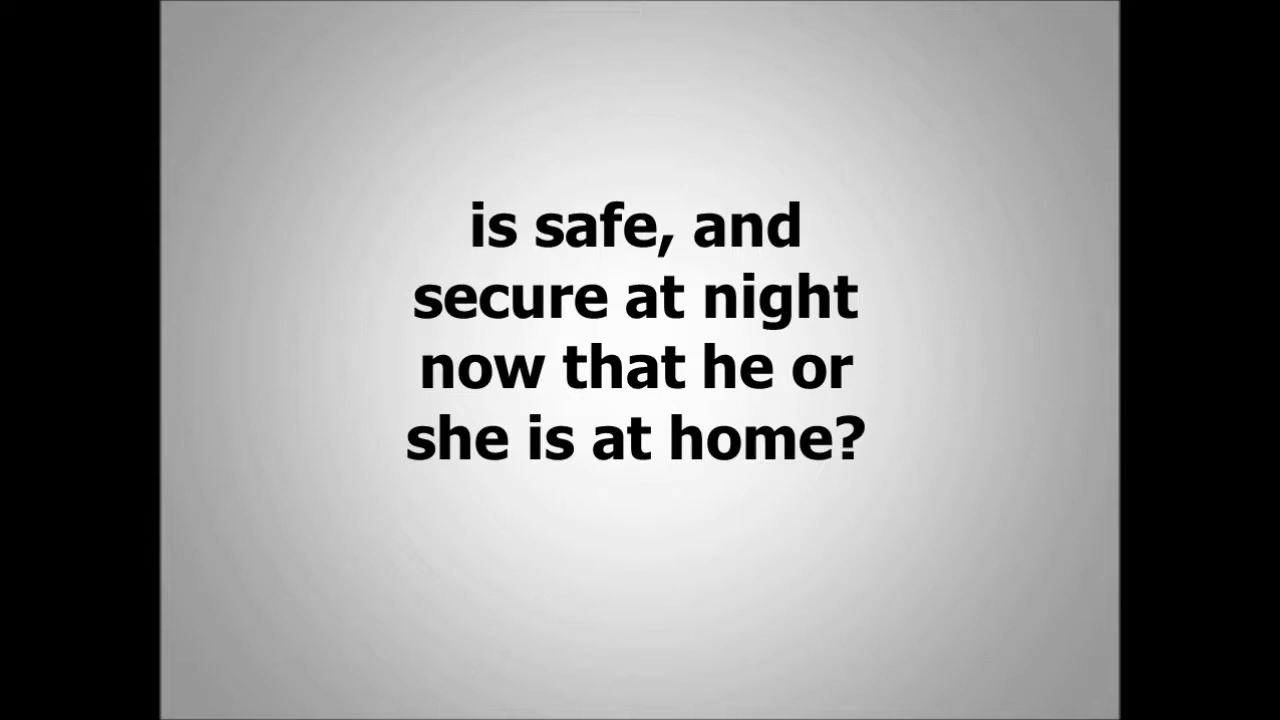 is safe, and
secure at night
now that he or
she is at home?